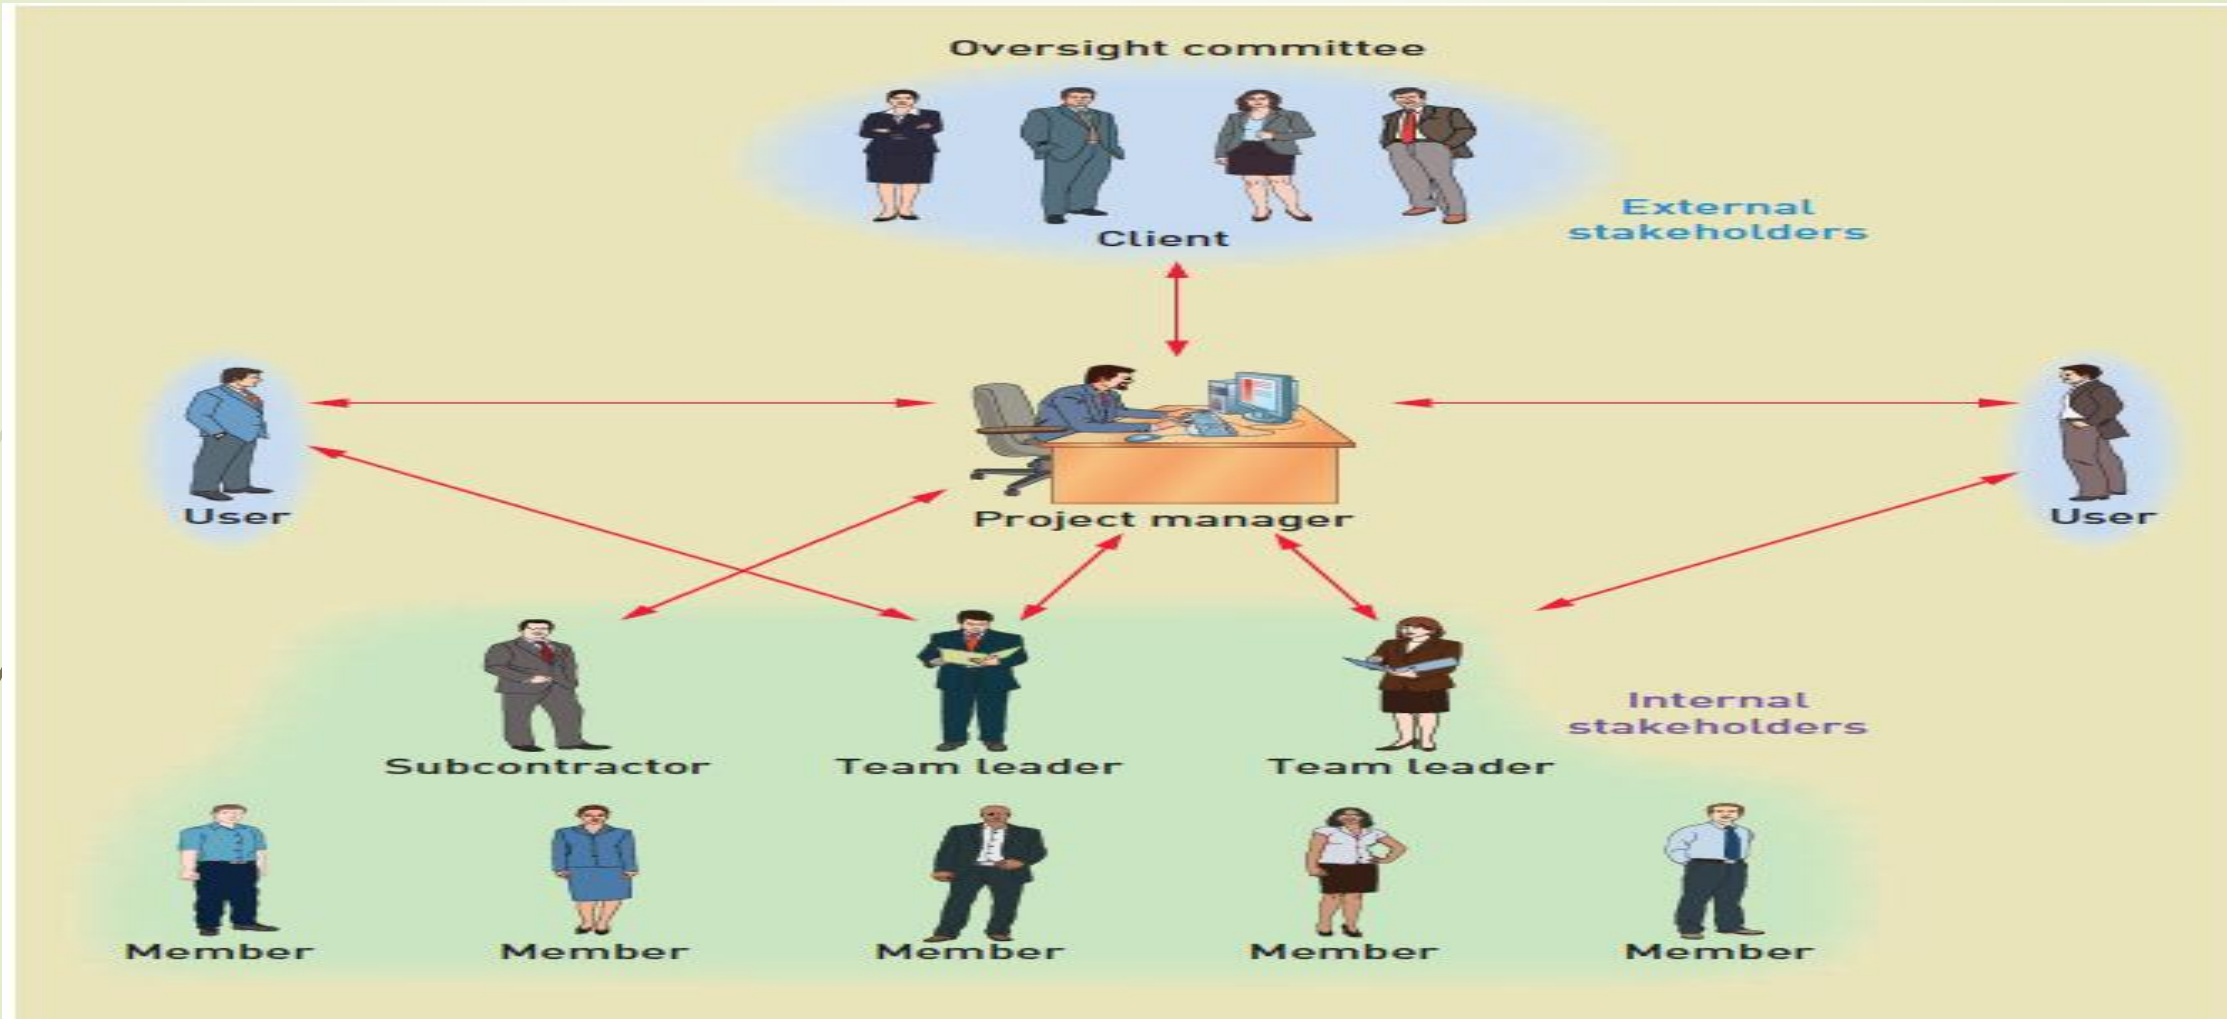 Oversight committee
Client
External
stakeholders
User
Project manager
User
Subcontractor
Team leader
Team leader
Internal
stakeholders
Member
Member
Member
Member
Member